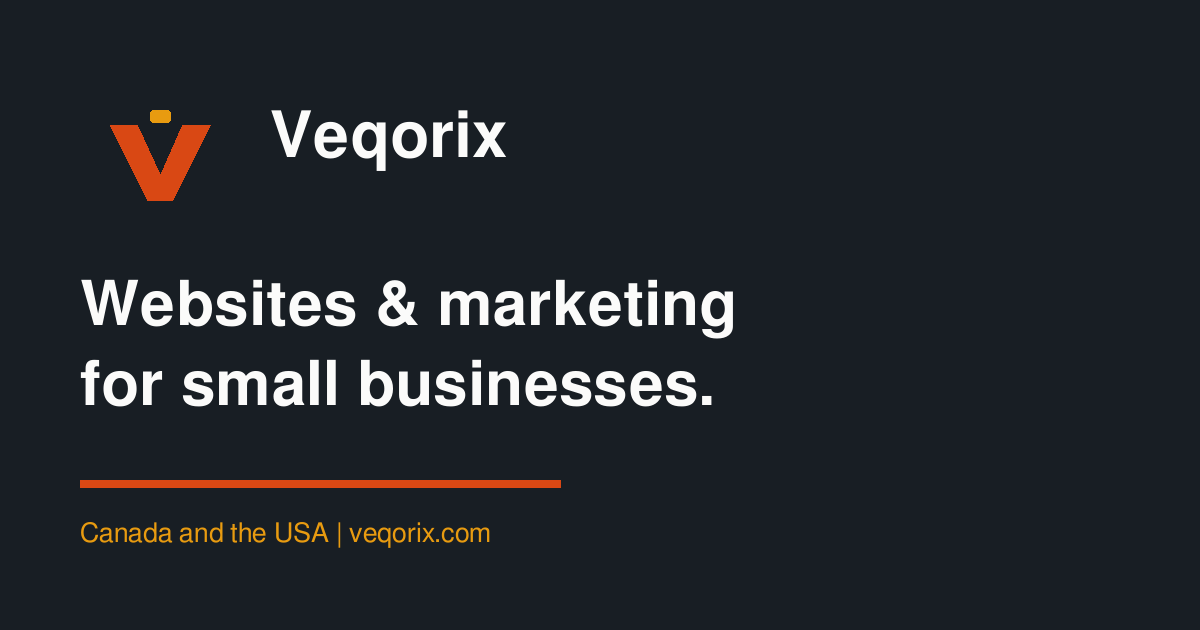 Veqorix
Websites & marketing
for small businesses.
Canada and the USA | veqorix.com